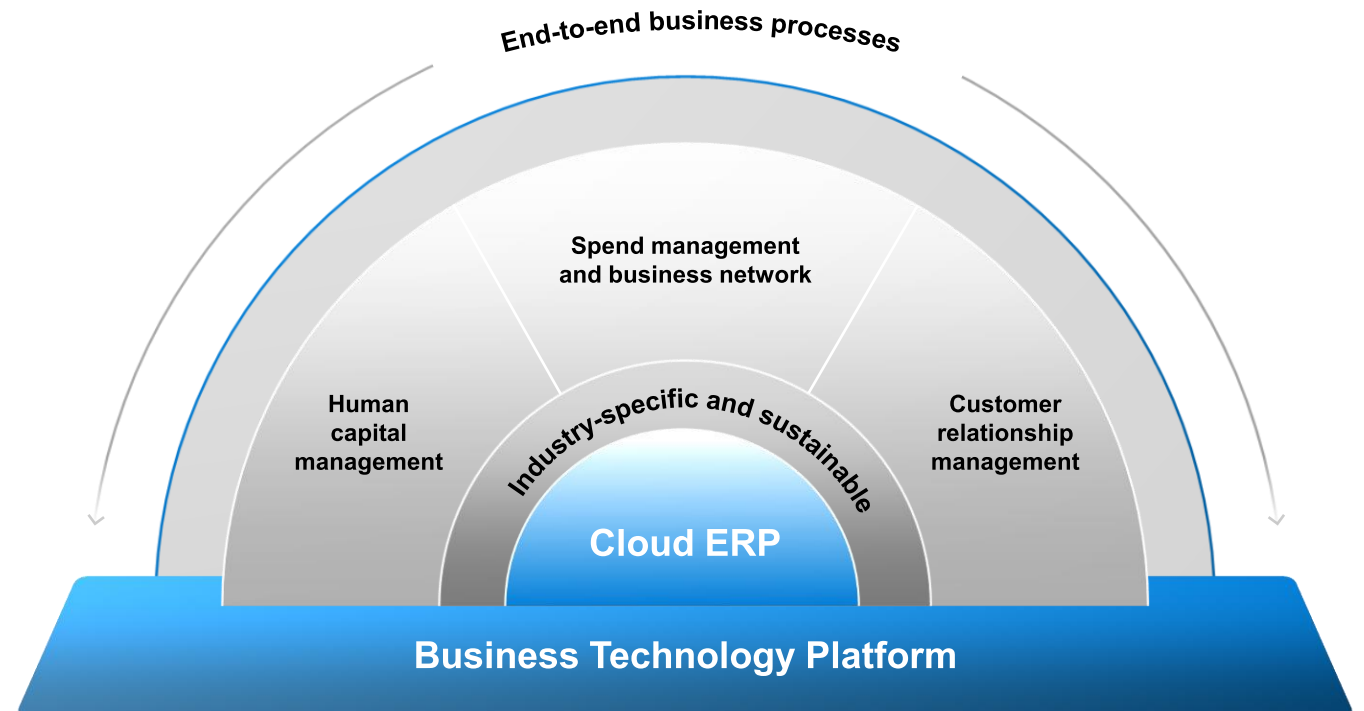 End-to-end business processes
Spend management
and business network
Human
capital
management
Customer
relationship
management
Industry-specific and sustainable
Cloud ERP
Business Technology Platform